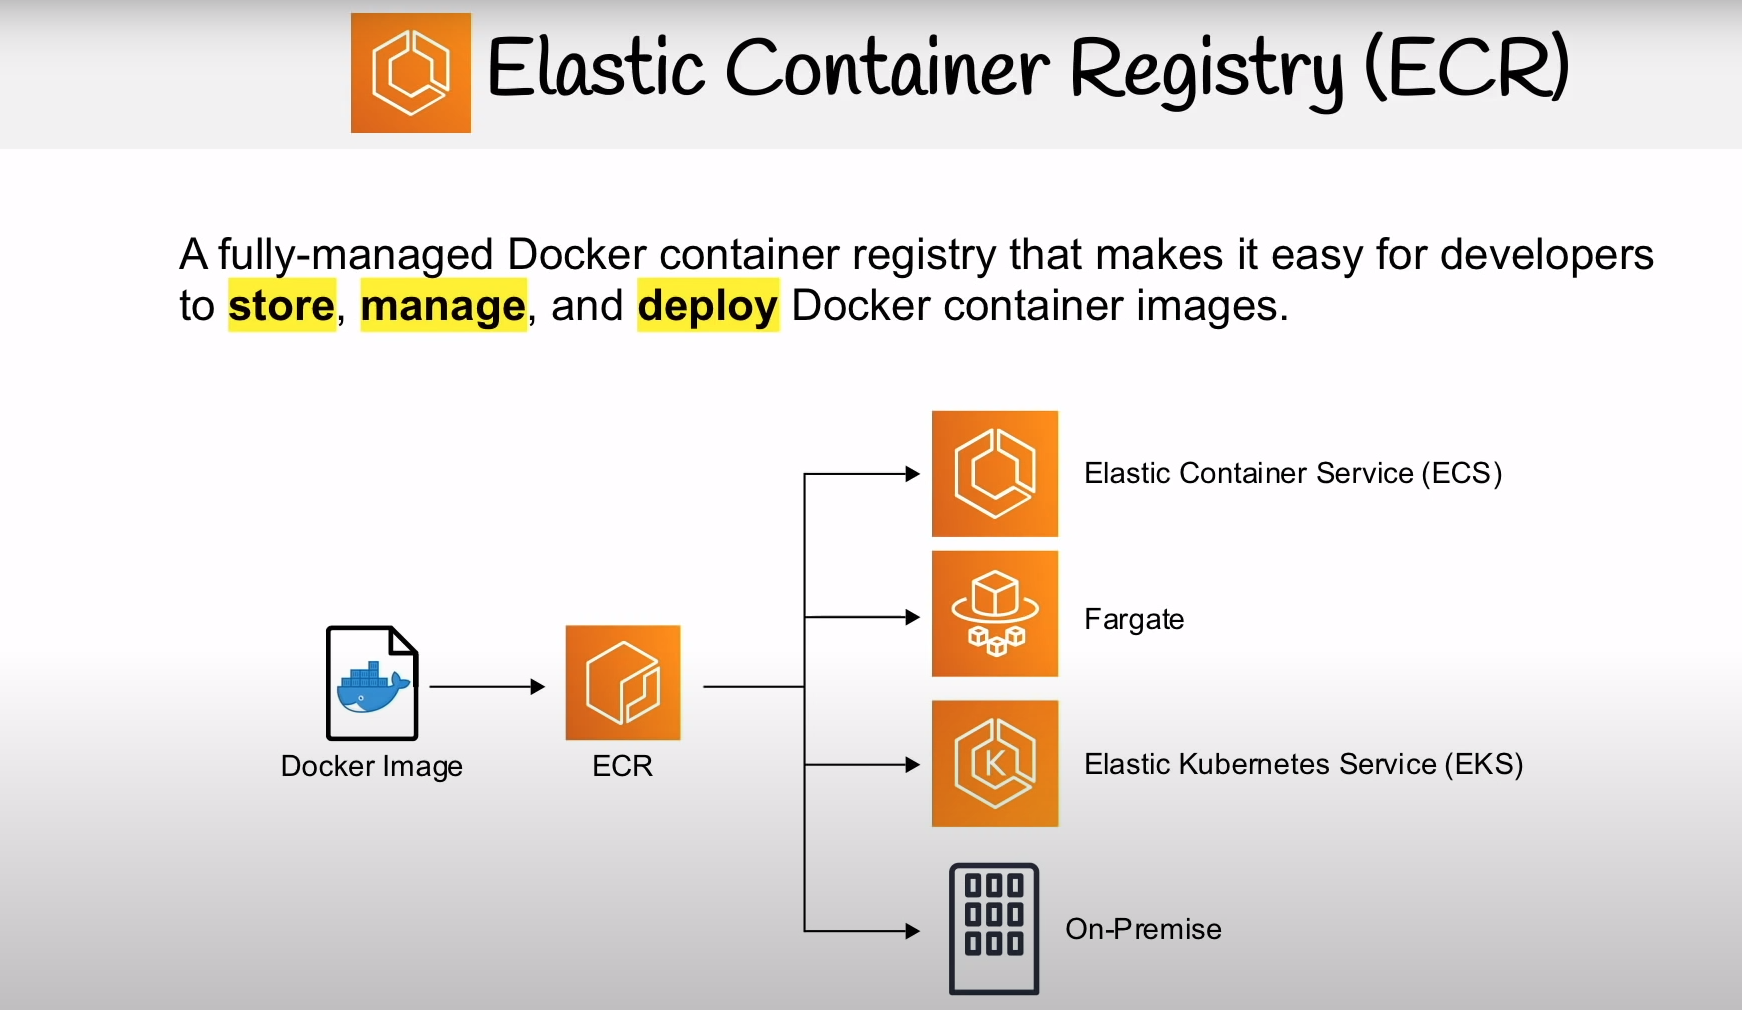 Elastic Container Registry (ECR)
A fully-managed Docker container registry that makes it easy for developers
to store, manage, and deploy Docker container images.
Elastic Container Service (ECS)
Fargate
Docker Image
ECR
K
Elastic Kubernetes Service (EKS)
On-Premise